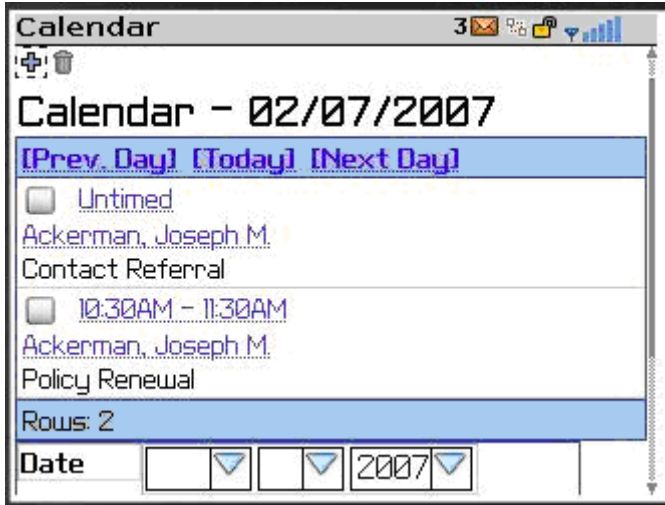 Calendar 3
Calendar - 02/07/2007
[Prev. Day] [Today] [Next Day]
Untimed
Ackerman, Joseph M.
Contact Referral
10:30AM - 11:30AM
Ackerman, Joseph M.
Policy Renewal
Rows: 2
Date 2007